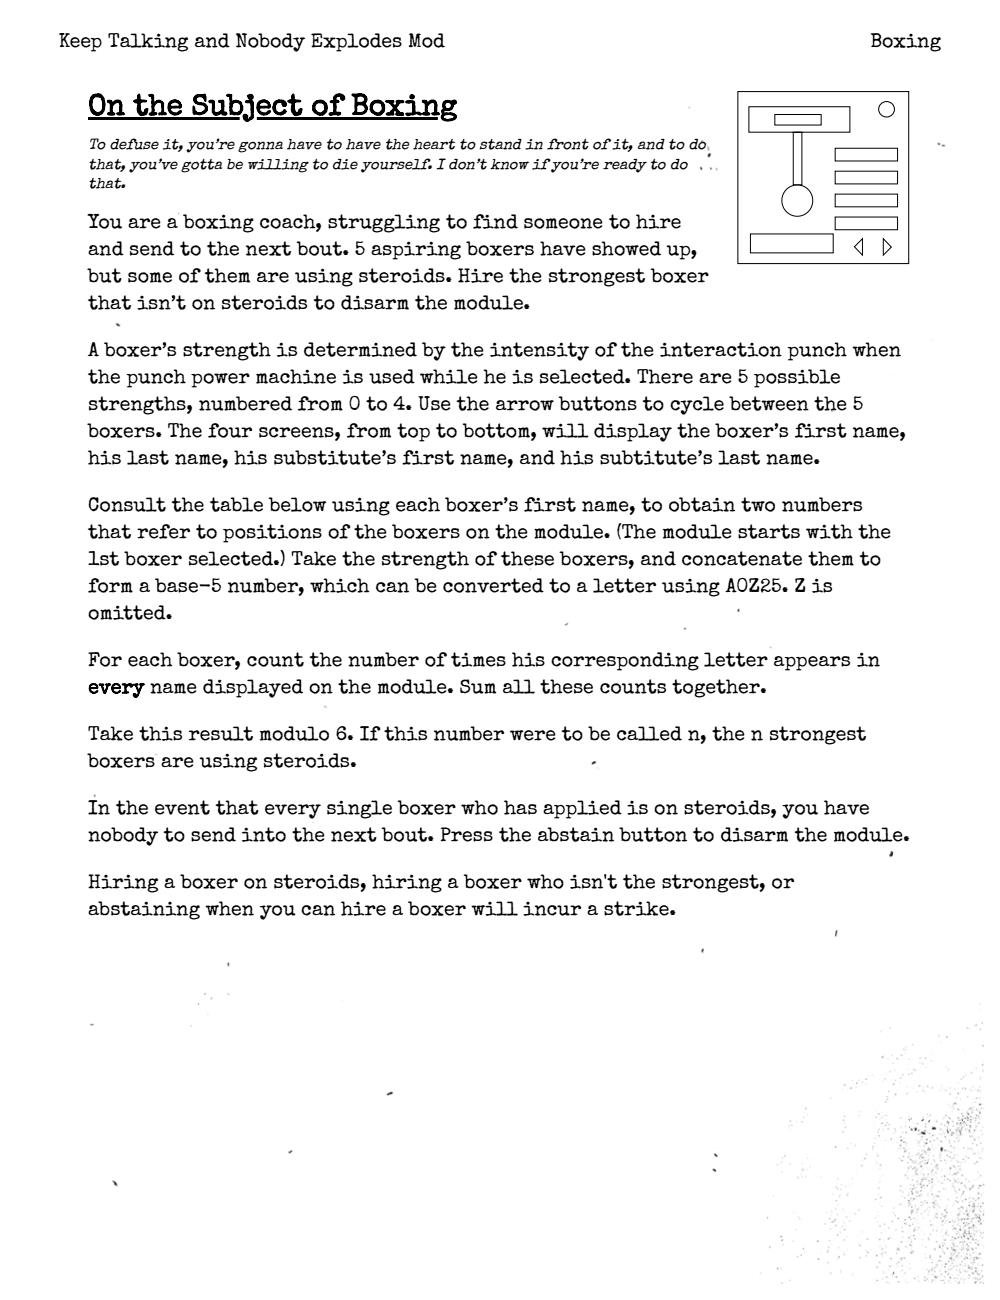 Keep Talking and Nobody Explodes Mod
Boxing
On the Subject of Boxing
To defuse it, you're gonna have to have the heart to stand in front of it, and to do
that, you've gotta be willing to die yourself. I don't know if you're ready to do
that.
You are a boxing coach, struggling to find someone to hire
and send to the next bout. 5 aspiring boxers have showed up,
but some of them are using steroids. Hire the strongest boxer
that isn't on steroids to disarm the module.
A boxer's strength is determined by the intensity of the interaction punch when
the punch power machine is used while he is selected. There are 5 possible
strengths, numbered from 0 to 4. Use the arrow buttons to cycle between the 5
boxers. The four screens, from top to bottom, will display the boxer's first name,
his last name, his substitute's first name, and his subtitute's last name.
Consult the table below using each boxer's first name, to obtain two numbers
that refer to positions of the boxers on the module. (The module starts with the
1st boxer selected.) Take the strength of these boxers, and concatenate them to
form a base-5 number, which can be converted to a letter using A0Z25. Z is
omitted.
For each boxer, count the number of times his corresponding letter appears in
every name displayed on the module. Sum all these counts together.
Take this result modulo 6. If this number were to be called n, the n strongest
boxers are using steroids.
In the event that every single boxer who has applied is on steroids, you have
nobody to send into the next bout. Press the abstain button to disarm the module.
Hiring a boxer on steroids, hiring a boxer who isn't the strongest, or
abstaining when you can hire a boxer will incur a strike.